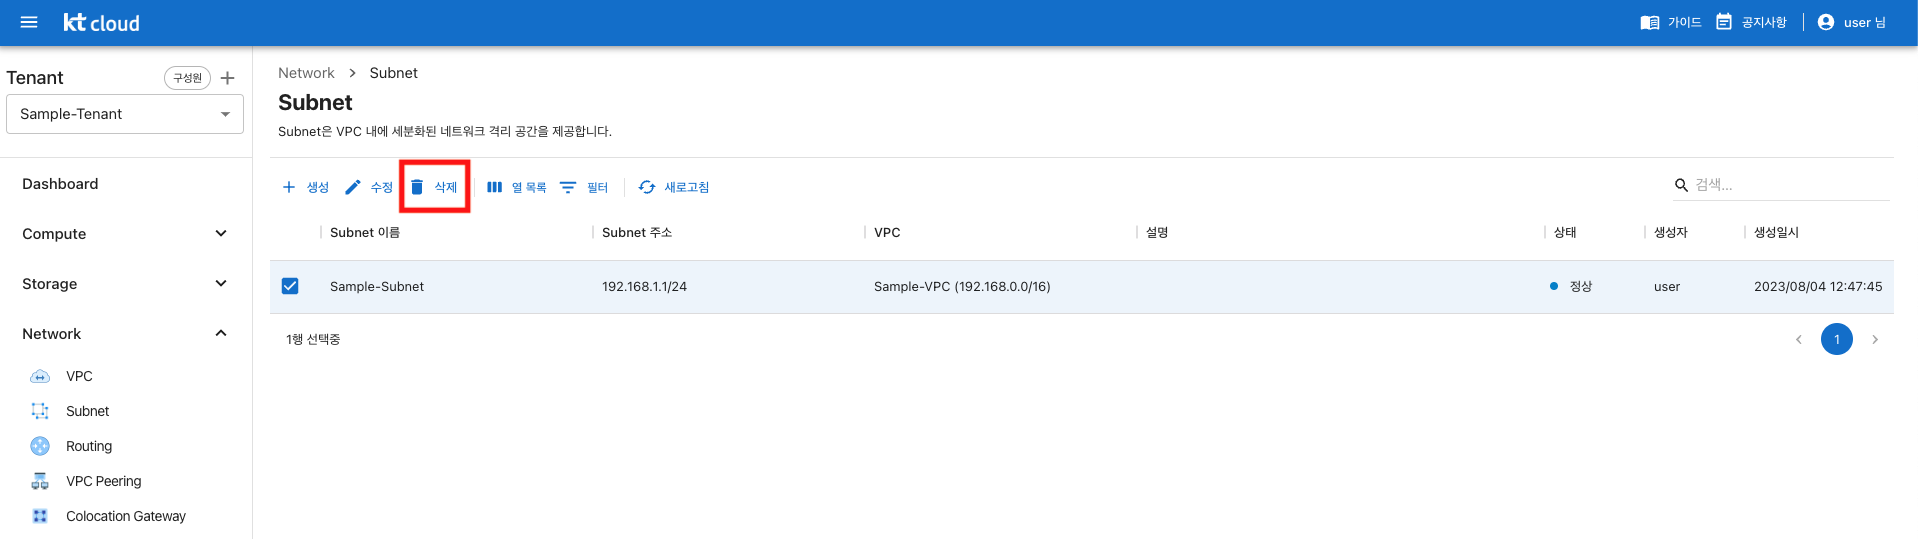 kt cloud
가이드
공지사항
user 님
Tenant
구성원
Sample-Tenant
Dashboard
Compute
Storage
Network
VPC
Subnet
Routing
VPC Peering
Colocation Gateway
Network > Subnet
Subnet
Subnet은 VPC 내에 세분화된 네트워크 격리 공간을 제공합니다.
생성 수정 삭제 열 목록 필터 새로고침 검색...
Subnet 이름 Subnet 주소 VPC 설명 상태 생성자 생성일시
Sample-Subnet 192.168.1.1/24 Sample-VPC (192.168.0.0/16) 정상 user 2023/08/04 12:47:45
1행 선택중
1